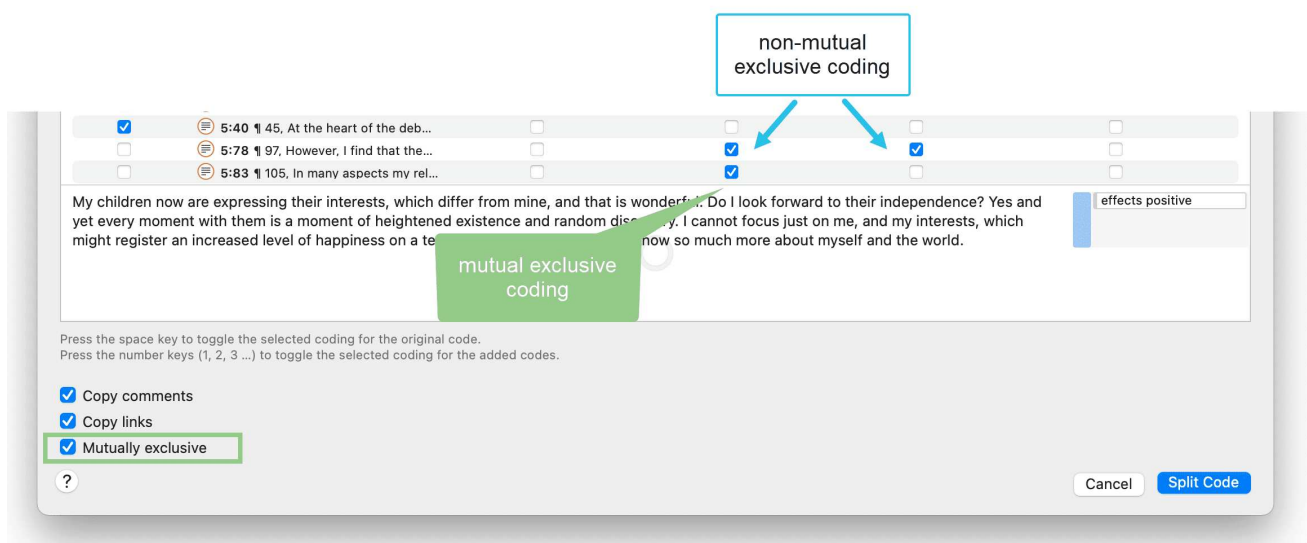 non-mutual
exclusive coding
5:40 ¶ 45, At the heart of the deb...
5:78 ¶ 97, However, I find that the...
5:83 ¶ 105, In many aspects my rel...
My children now are expressing their interests, which differ from mine, and that is wonderful. Do I look forward to their independence? Yes and
yet every moment with them is a moment of heightened existence and random discovery. I cannot focus just on me, and my interests, which
might register an increased level of happiness on a now so much more about myself and the world.
effects positive
mutual exclusive
coding
Press the space key to toggle the selected coding for the original code.
Press the number keys (1, 2, 3 ...) to toggle the selected coding for the added codes.
Copy comments
Copy links
Mutually exclusive
?
Cancel
Split Code